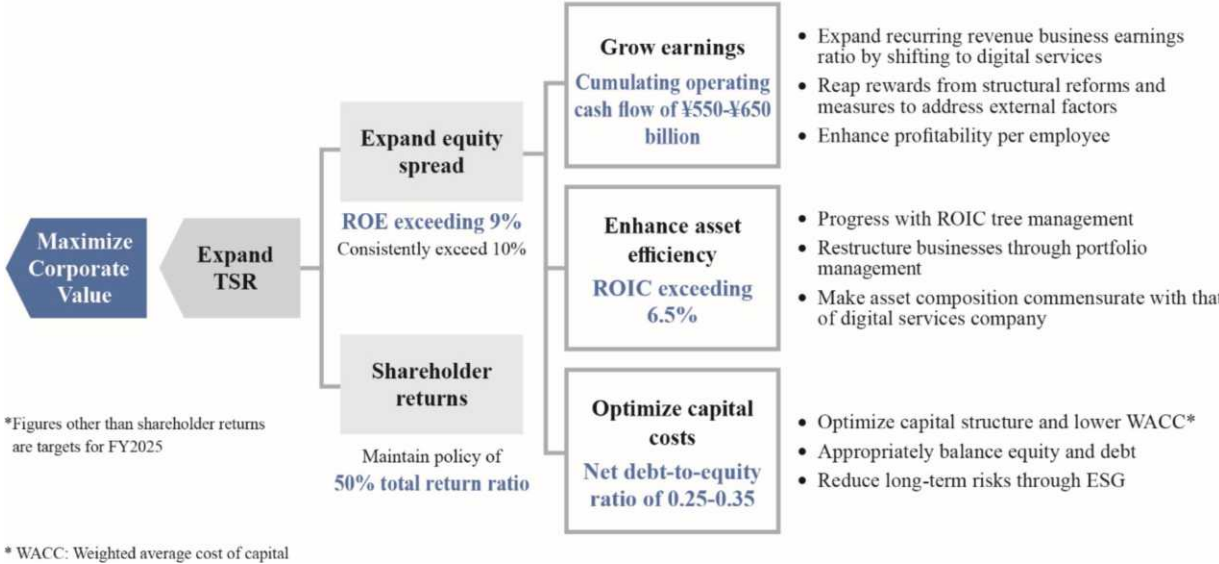 Maximize
Corporate
Value
Expand
TSR
Expand equity
spread
ROE exceeding 9%
Consistently exceed 10%
Shareholder
returns
Maintain policy of
50% total return ratio
Grow earnings
Cumulating operating
cash flow of ¥550-¥650
billion
• Expand recurring revenue business earnings
ratio by shifting to digital services
• Reap rewards from structural reforms and
measures to address external factors
• Enhance profitability per employee
Enhance asset
efficiency
ROIC exceeding
6.5%
• Progress with ROIC tree management
• Restructure businesses through portfolio
management
• Make asset composition commensurate with that
of digital services company
Optimize capital
costs
Net debt-to-equity
ratio of 0.25-0.35
• Optimize capital structure and lower WACC*
• Appropriately balance equity and debt
• Reduce long-term risks through ESG
*Figures other than shareholder returns
are targets for FY2025
* WACC: Weighted average cost of capital